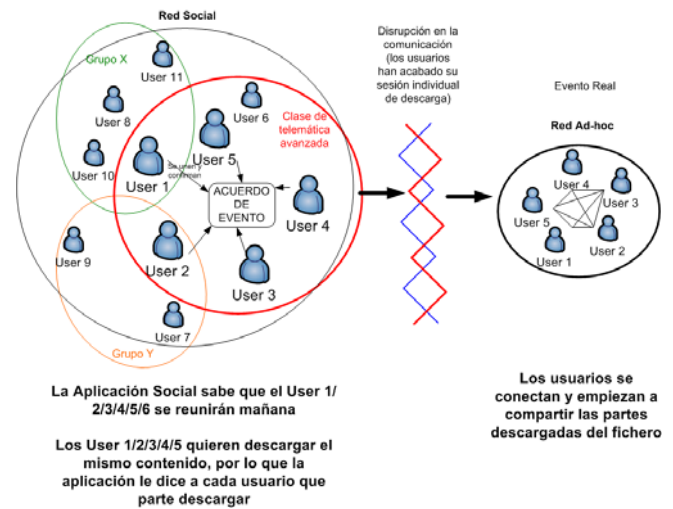 Red Social
Grupo X
User 11
User 8
User 6
Clase de
telemática
avanzada
User 10
User 1
Se unen y
confirman
User 5
ACUERDO
DE
EVENTO
User 4
User 9
User 2
User 3
User 7
Grupo Y
Disrupción en la
comunicación
(los usuarios
han acabado su
sesión individual
de descarga)
Evento Real
Red Ad-hoc
User 4
User 3
User 5
User 2
User 1
La Aplicación Social sabe que el User 1/
2/3/4/5/6 se reunirán mañana
Los User 1/2/3/4/5 quieren descargar el
mismo contenido, por lo que la
aplicación le dice a cada usuario que
parte descargar
Los usuarios se
conectan y empiezan a
compartir las partes
descargadas del fichero